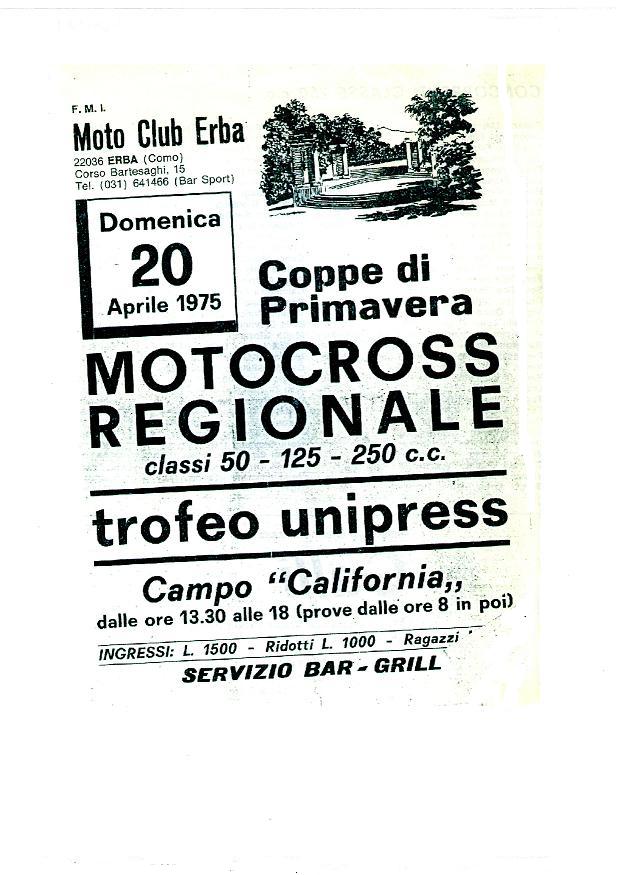 F. M. I.
Moto Club Erba
22036 ERBA (Como)
Corso Bartesaghi, 15
Tel. (031) 641466 (Bar Sport)
Domenica
20
Aprile 1975
Coppe di
Primavera
MOTOCROSS
REGIONALE
classi 50 - 125 - 250 c.c.
trofeo unipress
Campo “California„
dalle ore 13.30 alle 18 (prove dalle ore 8 in poi)
INGRESSI: L. 1500 - Ridotti L. 1000 - Ragazzi
SERVIZIO BAR - GRILL